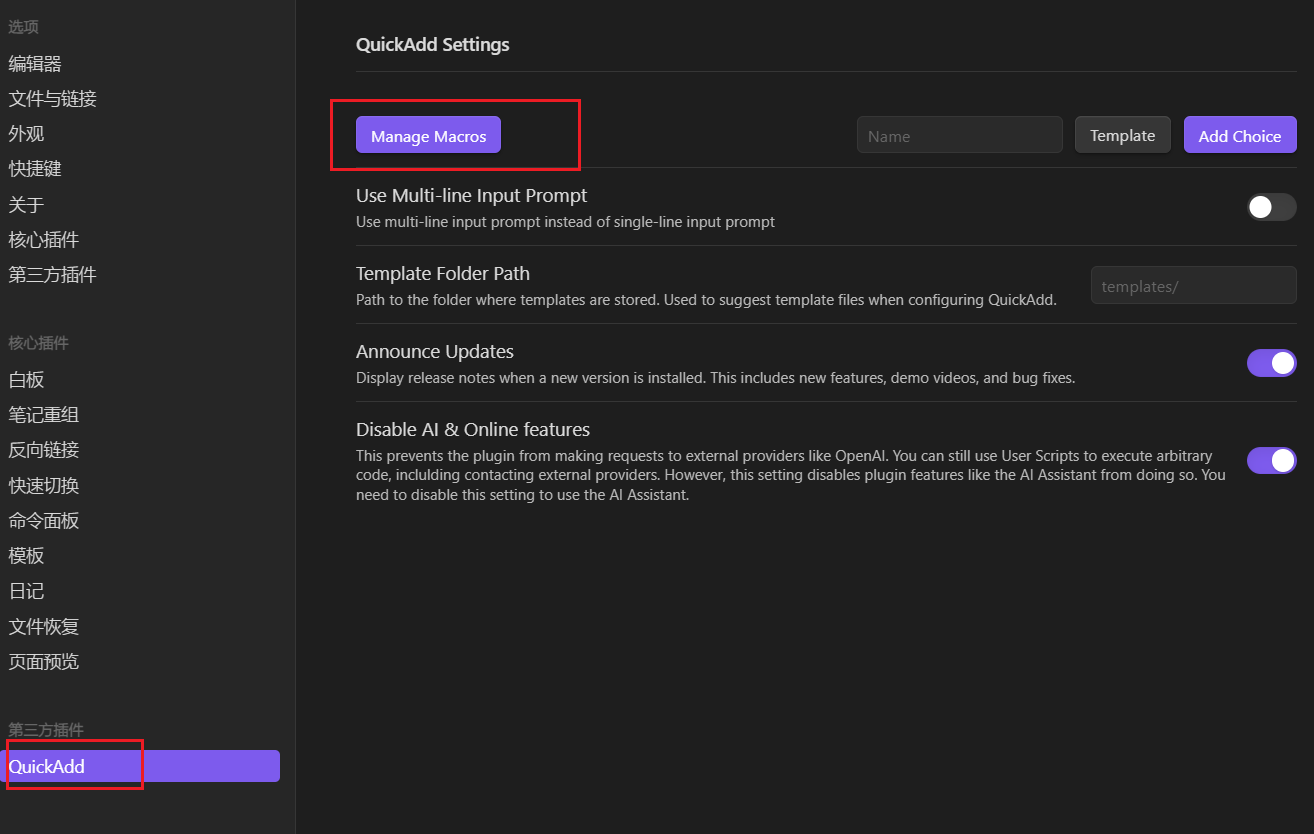 选项
编辑器
文件与链接
外观
快捷键
关于
核心插件
第三方插件
核心插件
白板
笔记重组
反向链接
快速切换
命令面板
模板
日记
文件恢复
页面预览
第三方插件
QuickAdd
QuickAdd Settings
Manage Macros
Name
Template
Add Choice
Use Multi-line Input Prompt
Use multi-line input prompt instead of single-line input prompt
Template Folder Path
Path to the folder where templates are stored. Used to suggest template files when configuring QuickAdd.
templates/
Announce Updates
Display release notes when a new version is installed. This includes new features, demo videos, and bug fixes.
Disable AI & Online features
This prevents the plugin from making requests to external providers like OpenAI. You can still use User Scripts to execute arbitrary
code, inclulding contacting external providers. However, this setting disables plugin features like the AI Assistant from doing so. You
need to disable this setting to use the AI Assistant.